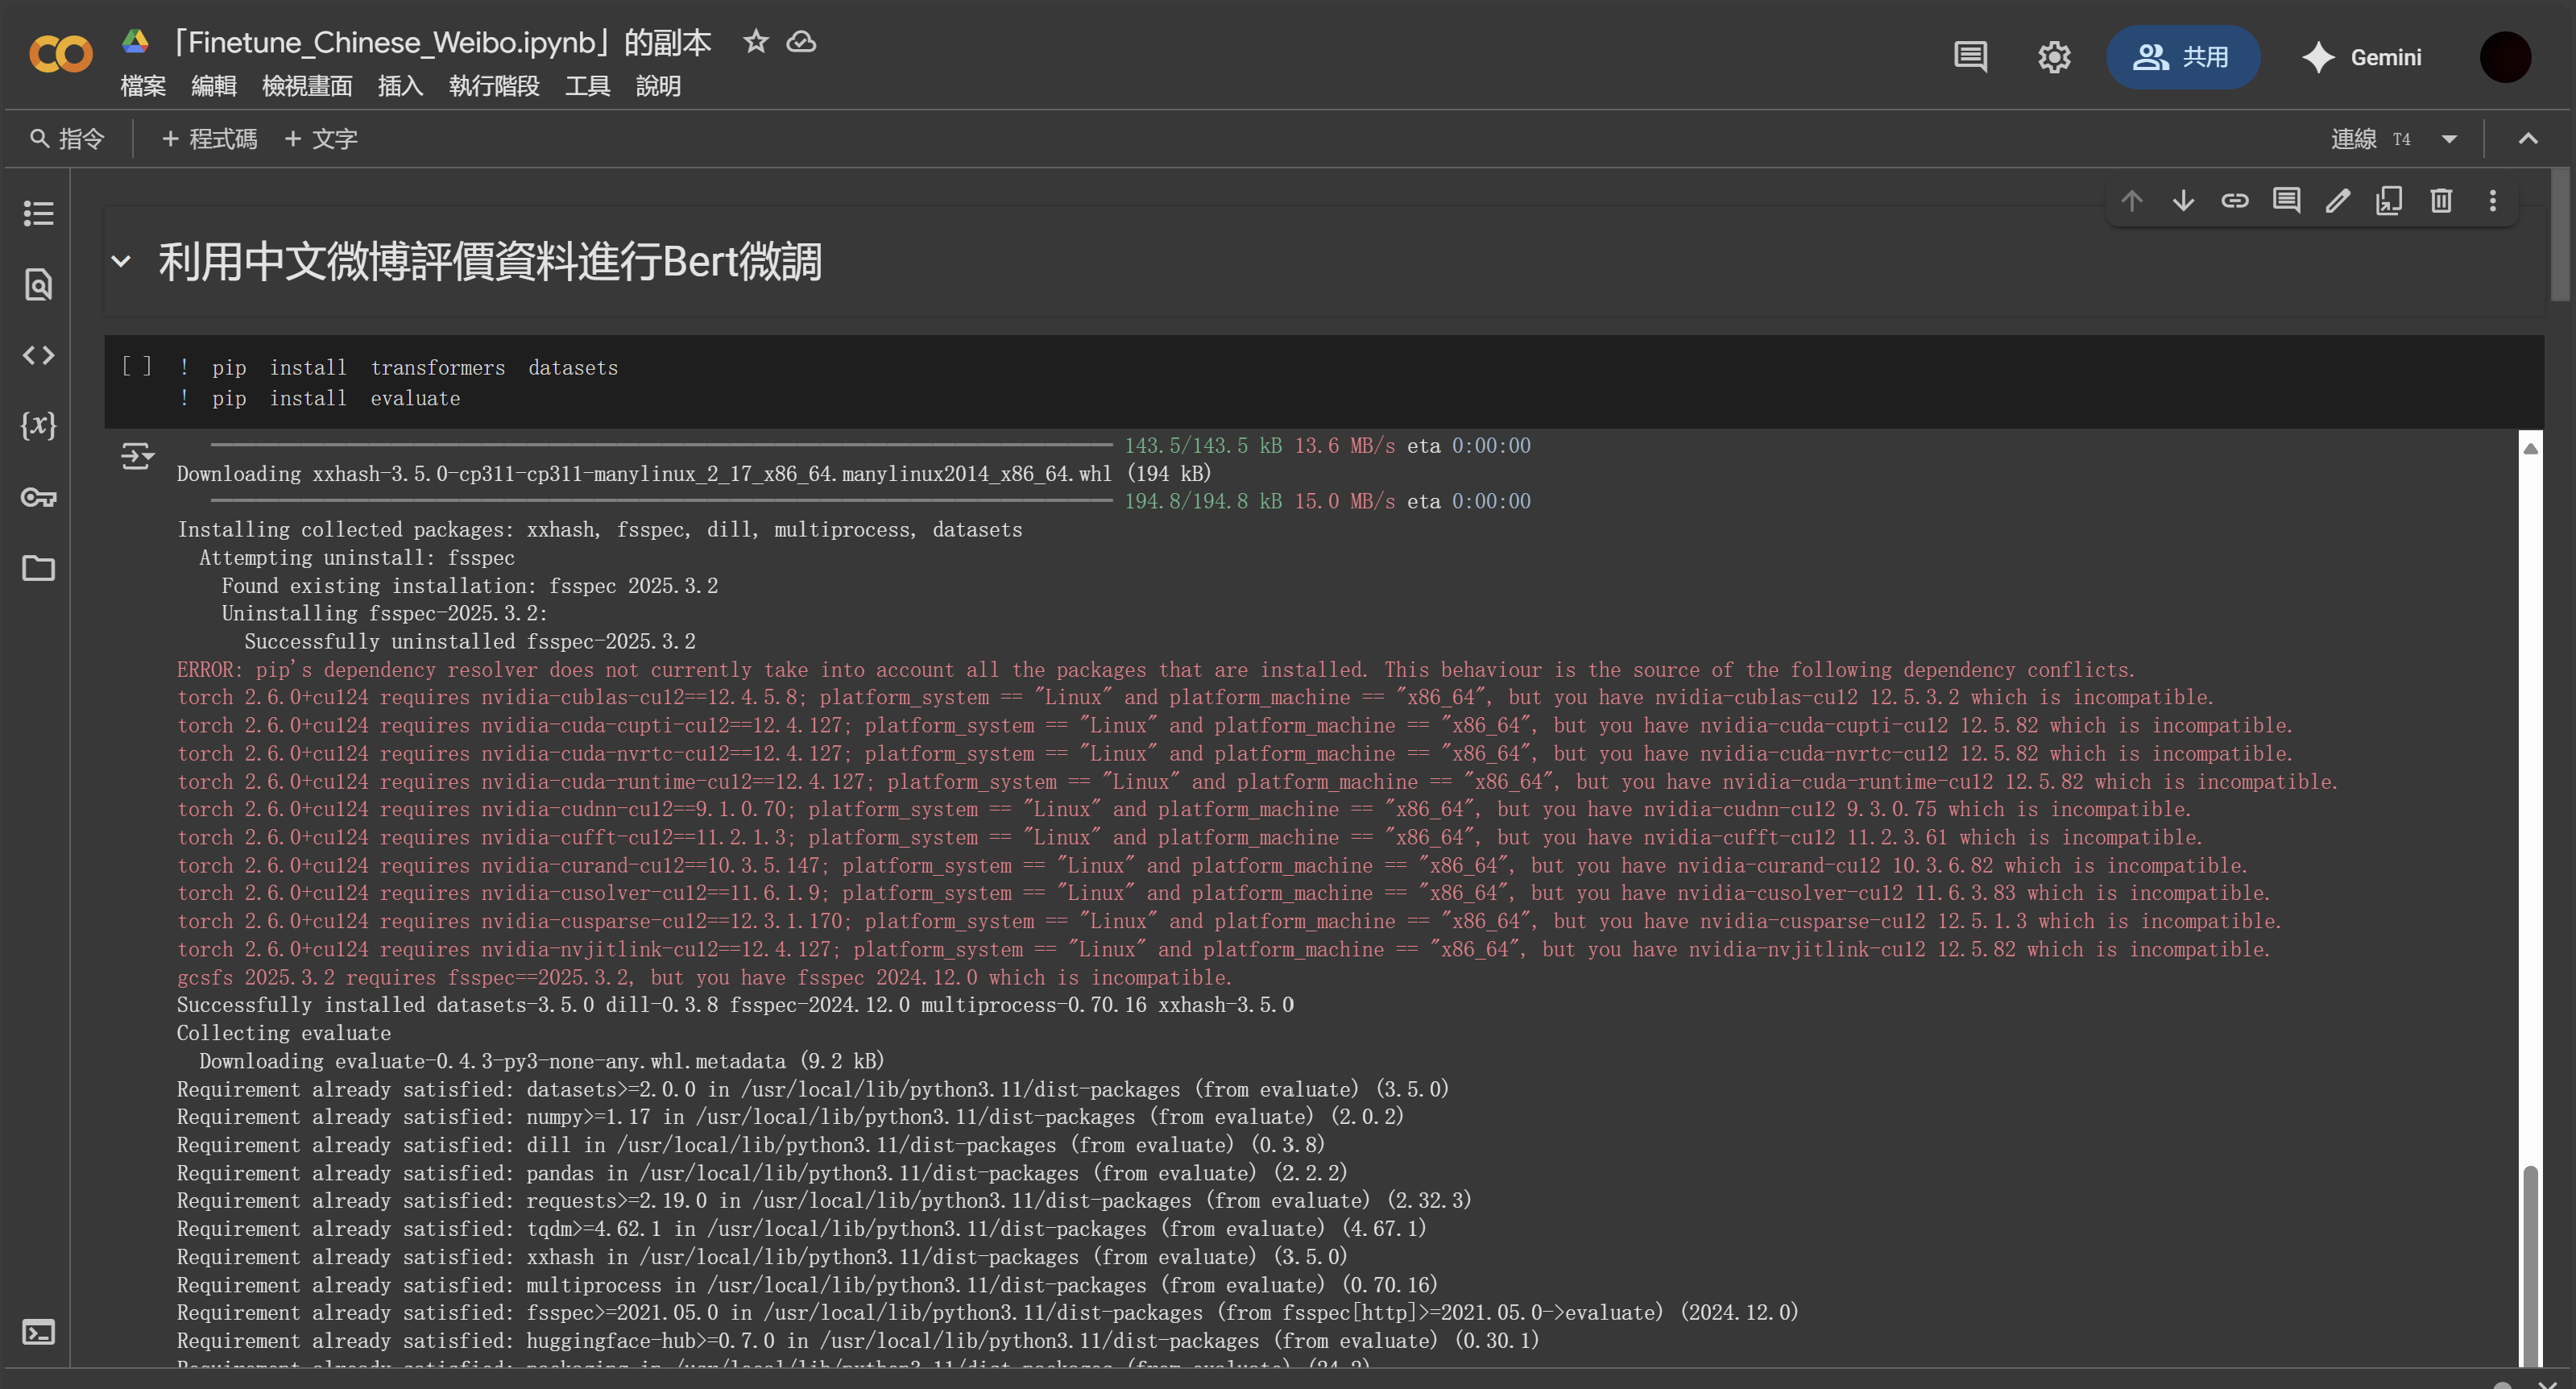 「Finetune_Chinese_Weibo.ipynb」的副本
共用
Gemini
檔案 編輯 檢視畫面 插入 執行階段 工具 說明
指令 + 程式碼 + 文字
連線 T4
利用中文微博評價資料進行Bert微調
[ ] ! pip install transformers datasets
! pip install evaluate
143.5/143.5 kB 13.6 MB/s eta 0:00:00
Downloading xxhash-3.5.0-cp311-cp311-manylinux_2_17_x86_64.manylinux2014_x86_64.whl (194 kB)
194.8/194.8 kB 15.0 MB/s eta 0:00:00
Installing collected packages: xxhash, fsspec, dill, multiprocess, datasets
Attempting uninstall: fsspec
Found existing installation: fsspec 2025.3.2
Uninstalling fsspec-2025.3.2:
Successfully uninstalled fsspec-2025.3.2
ERROR: pip's dependency resolver does not currently take into account all the packages that are installed. This behaviour is the source of the following dependency conflicts.
torch 2.6.0+cu124 requires nvidia-cublas-cu12==12.4.5.8; platform_system == "Linux" and platform_machine == "x86_64", but you have nvidia-cublas-cu12 12.5.3.2 which is incompatible.
torch 2.6.0+cu124 requires nvidia-cuda-cupti-cu12==12.4.127; platform_system == "Linux" and platform_machine == "x86_64", but you have nvidia-cuda-cupti-cu12 12.5.82 which is incompatible.
torch 2.6.0+cu124 requires nvidia-cuda-nvrtc-cu12==12.4.127; platform_system == "Linux" and platform_machine == "x86_64", but you have nvidia-cuda-nvrtc-cu12 12.5.82 which is incompatible.
torch 2.6.0+cu124 requires nvidia-cuda-runtime-cu12==12.4.127; platform_system == "Linux" and platform_machine == "x86_64", but you have nvidia-cuda-runtime-cu12 12.5.82 which is incompatible.
torch 2.6.0+cu124 requires nvidia-cudnn-cu12==9.1.0.70; platform_system == "Linux" and platform_machine == "x86_64", but you have nvidia-cudnn-cu12 9.3.0.75 which is incompatible.
torch 2.6.0+cu124 requires nvidia-cufft-cu12==11.2.1.3; platform_system == "Linux" and platform_machine == "x86_64", but you have nvidia-cufft-cu12 11.2.3.61 which is incompatible.
torch 2.6.0+cu124 requires nvidia-curand-cu12==10.3.5.147; platform_system == "Linux" and platform_machine == "x86_64", but you have nvidia-curand-cu12 10.3.6.82 which is incompatible.
torch 2.6.0+cu124 requires nvidia-cusolver-cu12==11.6.1.9; platform_system == "Linux" and platform_machine == "x86_64", but you have nvidia-cusolver-cu12 11.6.3.83 which is incompatible.
torch 2.6.0+cu124 requires nvidia-cusparse-cu12==12.3.1.170; platform_system == "Linux" and platform_machine == "x86_64", but you have nvidia-cusparse-cu12 12.5.1.3 which is incompatible.
torch 2.6.0+cu124 requires nvidia-nvjitlink-cu12==12.4.127; platform_system == "Linux" and platform_machine == "x86_64", but you have nvidia-nvjitlink-cu12 12.5.82 which is incompatible.
gcsfs 2025.3.2 requires fsspec==2025.3.2, but you have fsspec 2024.12.0 which is incompatible.
Successfully installed datasets-3.5.0 dill-0.3.8 fsspec-2024.12.0 multiprocess-0.70.16 xxhash-3.5.0
Collecting evaluate
Downloading evaluate-0.4.3-py3-none-any.whl.metadata (9.2 kB)
Requirement already satisfied: datasets>=2.0.0 in /usr/local/lib/python3.11/dist-packages (from evaluate) (3.5.0)
Requirement already satisfied: numpy>=1.17 in /usr/local/lib/python3.11/dist-packages (from evaluate) (2.0.2)
Requirement already satisfied: dill in /usr/local/lib/python3.11/dist-packages (from evaluate) (0.3.8)
Requirement already satisfied: pandas in /usr/local/lib/python3.11/dist-packages (from evaluate) (2.2.2)
Requirement already satisfied: requests>=2.19.0 in /usr/local/lib/python3.11/dist-packages (from evaluate) (2.32.3)
Requirement already satisfied: tqdm>=4.62.1 in /usr/local/lib/python3.11/dist-packages (from evaluate) (4.67.1)
Requirement already satisfied: xxhash in /usr/local/lib/python3.11/dist-packages (from evaluate) (3.5.0)
Requirement already satisfied: multiprocess in /usr/local/lib/python3.11/dist-packages (from evaluate) (0.70.16)
Requirement already satisfied: fsspec>=2021.05.0 in /usr/local/lib/python3.11/dist-packages (from fsspec[http]>=2021.05.0->evaluate) (2024.12.0)
Requirement already satisfied: huggingface-hub>=0.7.0 in /usr/local/lib/python3.11/dist-packages (from evaluate) (0.30.1)
Requirement already satisfied: packaging in /usr/local/lib/python3.11/dist-packages (from evaluate) (24.2)